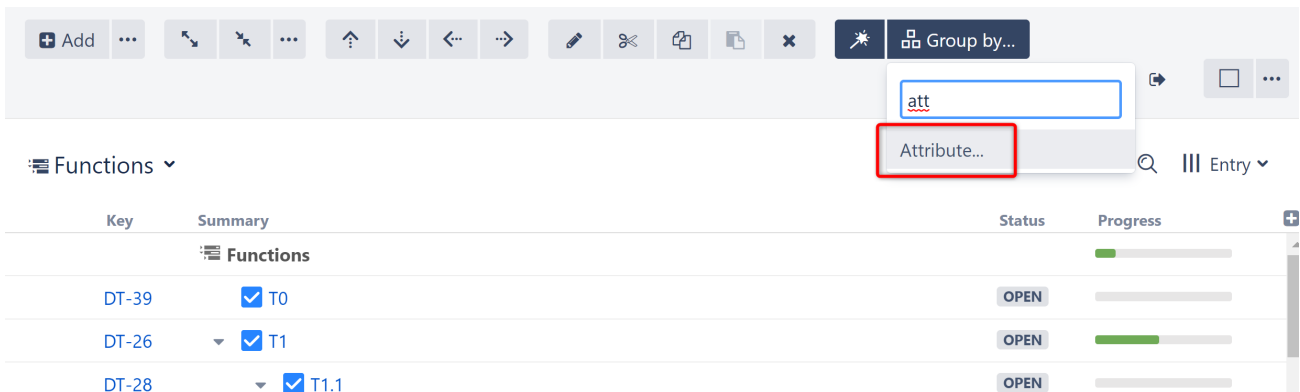 Add
Group by...
att
Attribute...
Functions
Entry
Key Summary Status Progress
Functions
DT-39 T0 OPEN
DT-26 T1 OPEN
DT-28 T1.1 OPEN